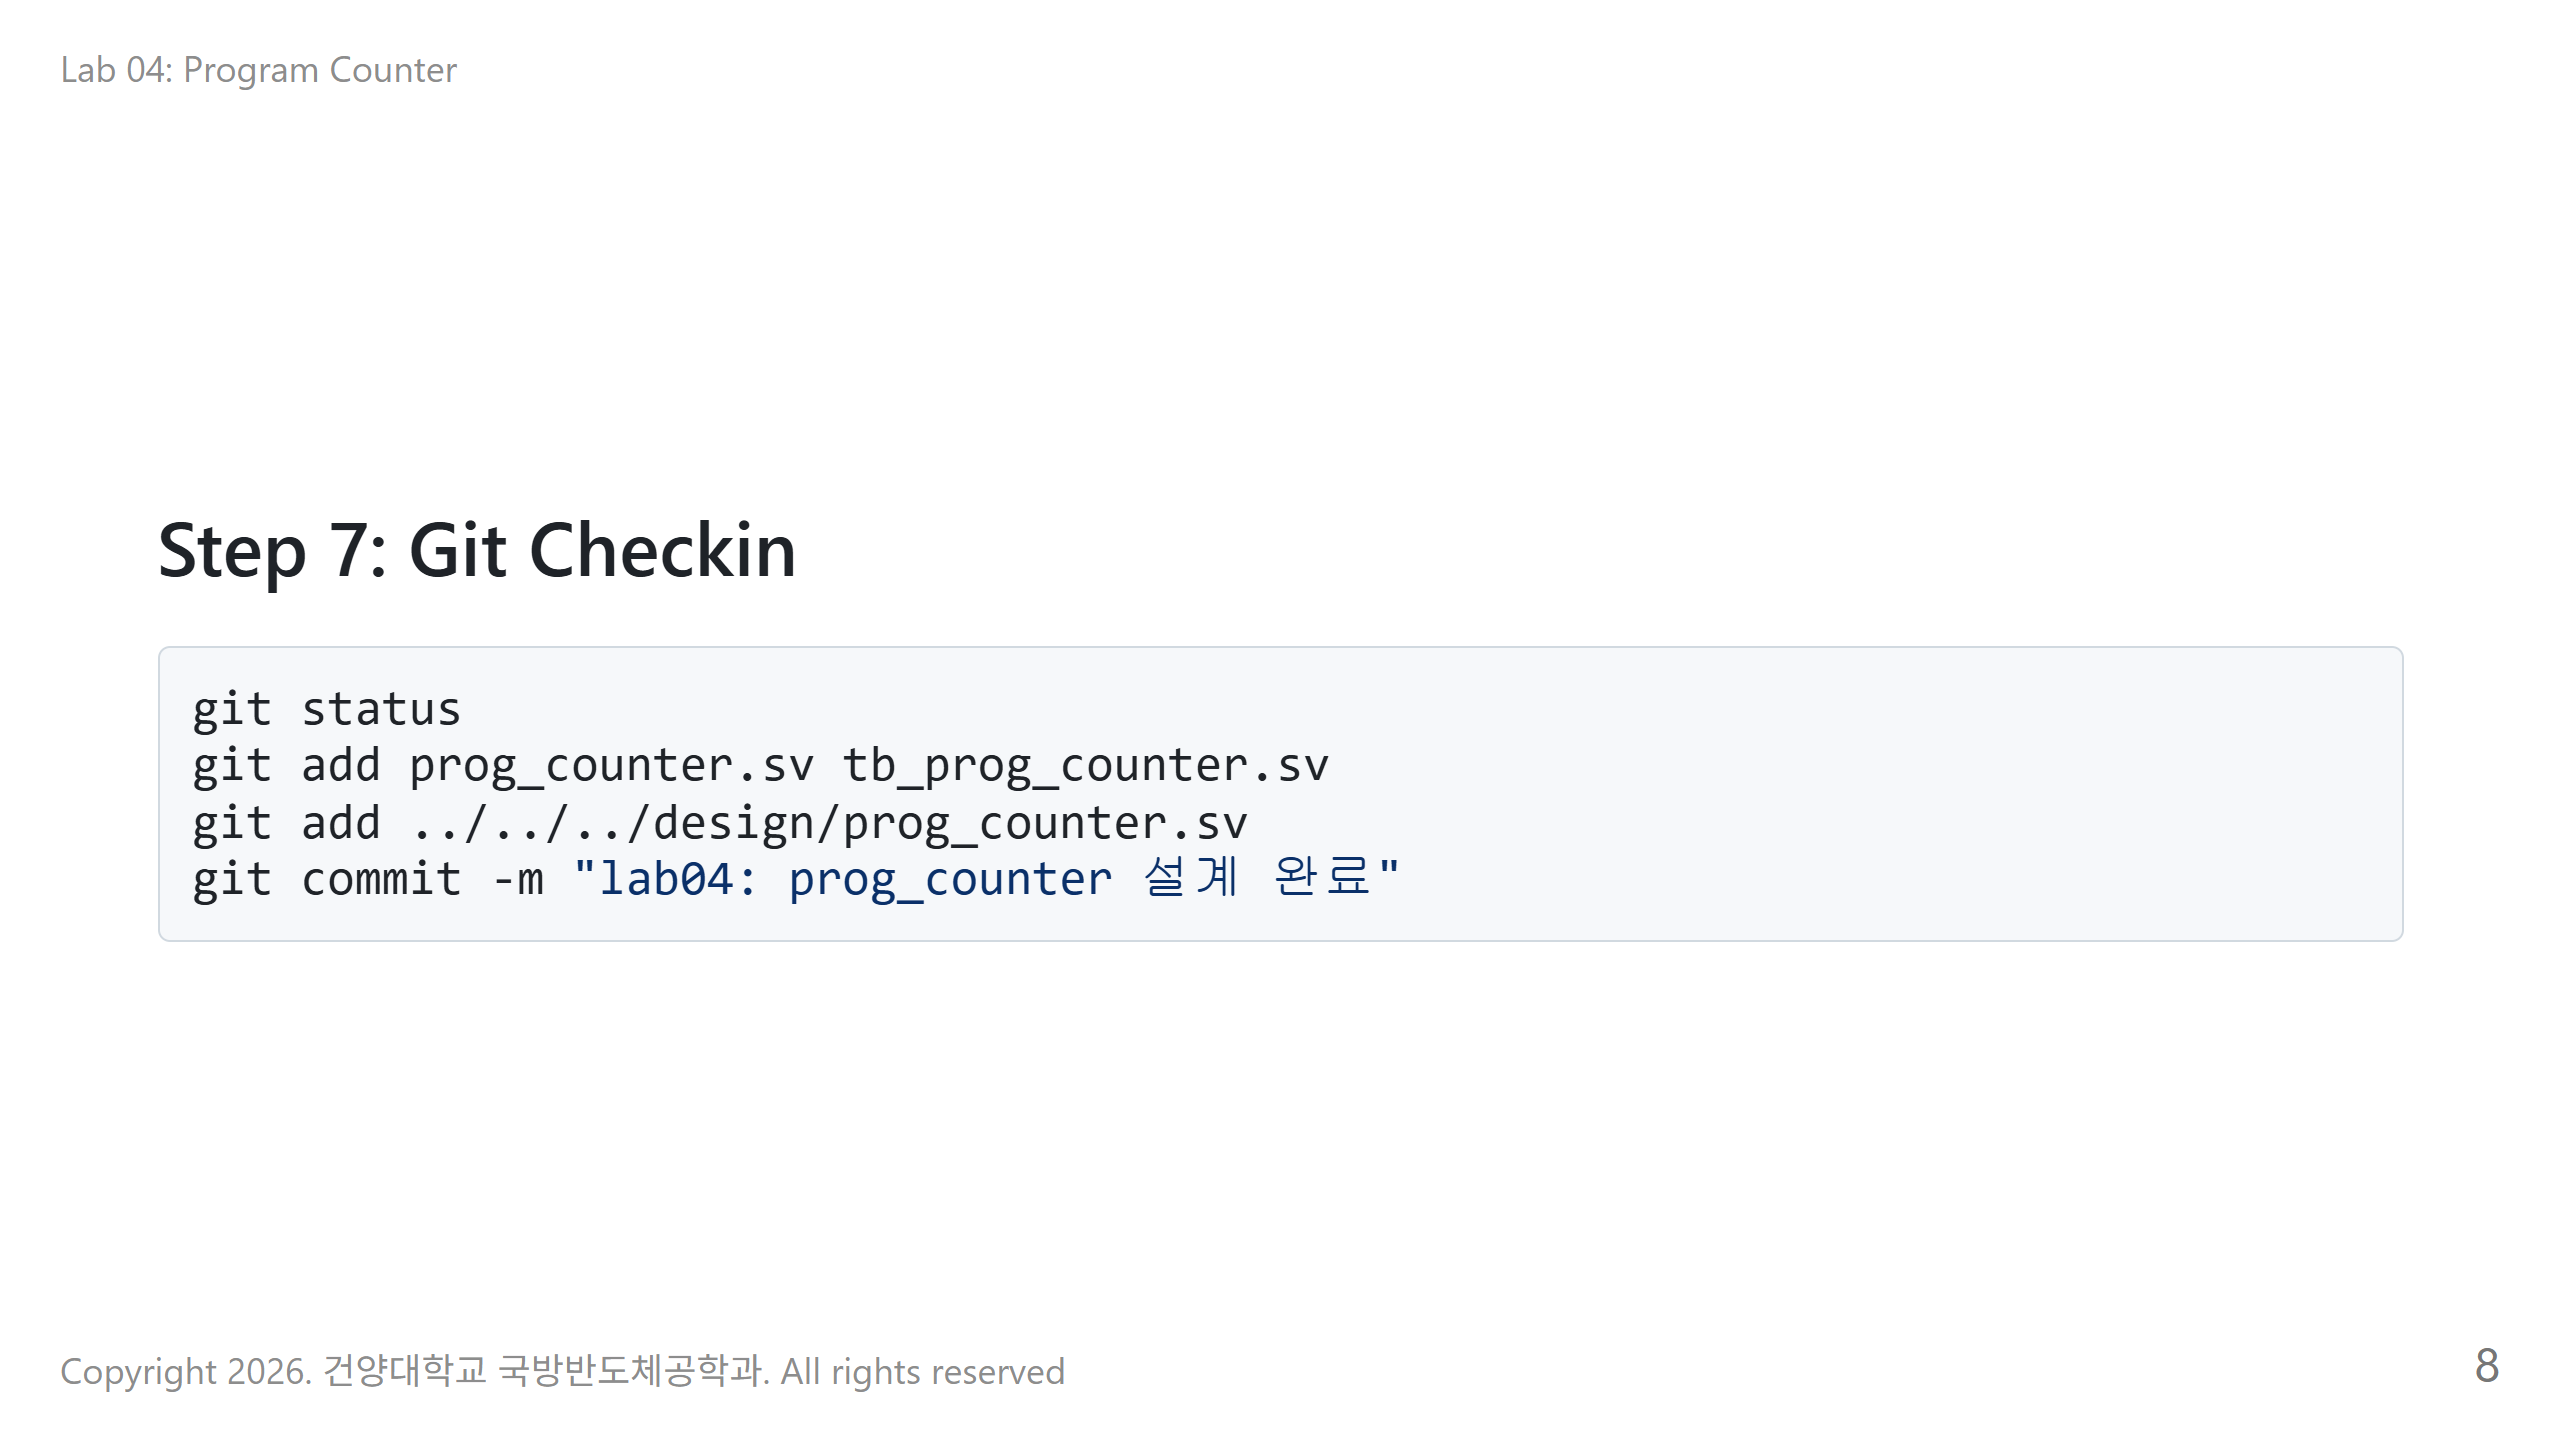 Lab 04: Program Counter
Step 7: Git Checkin
git status
git add prog_counter.sv tb_prog_counter.sv
git add ../../../design/prog_counter.sv
git commit -m "lab04: prog_counter 설계 완료"
Copyright 2026. 건양대학교 국방반도체공학과. All rights reserved
8